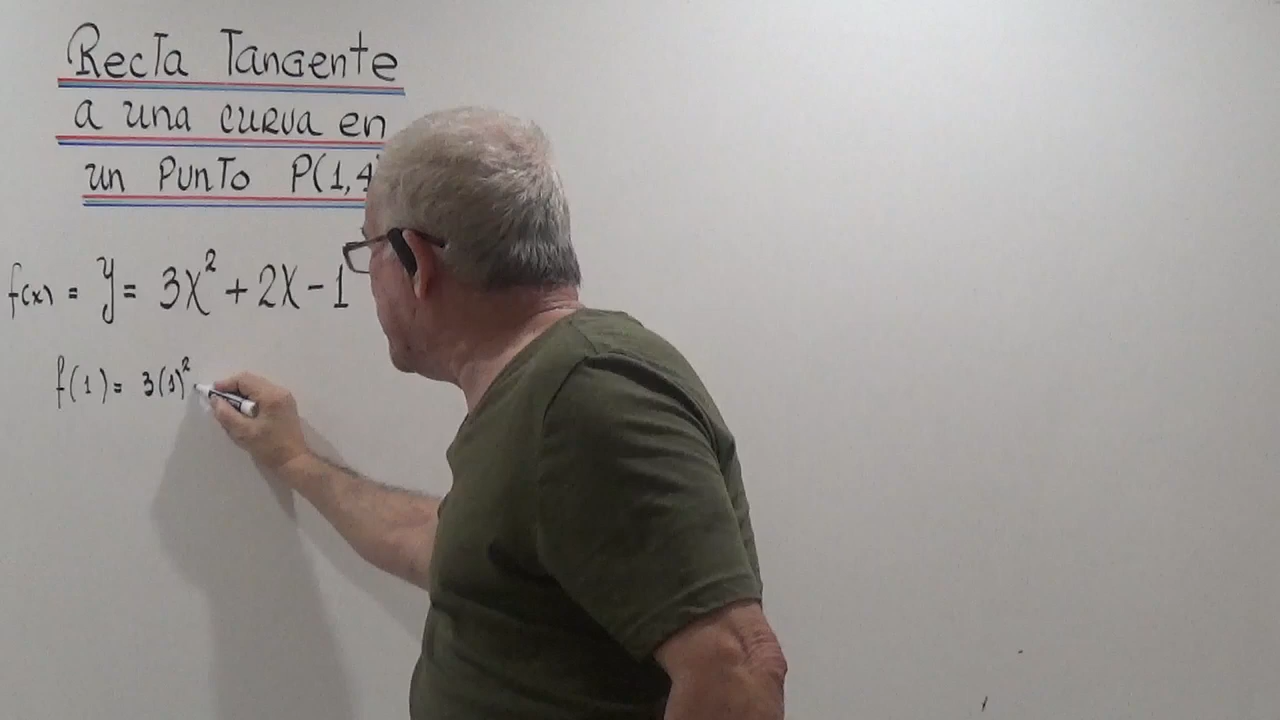 Recta Tangente
a una curva en
un Punto P(1,4
f(x) = y = 3x² + 2x - 1
f(1) = 3(1)²